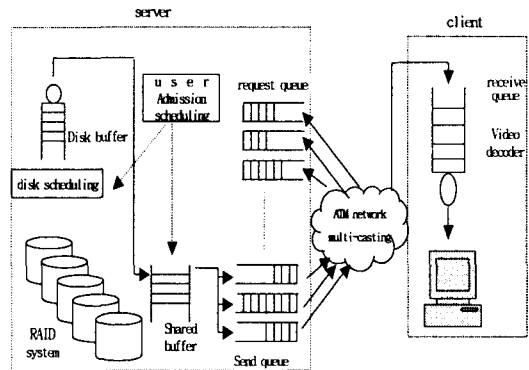 server
client
u s e r
Admission
scheduling
request queue
receive
queue
Disk buffer
Video
decoder
disk scheduling
ATM network
multi-casting
RAID
system
Shared
buffer
Send queue